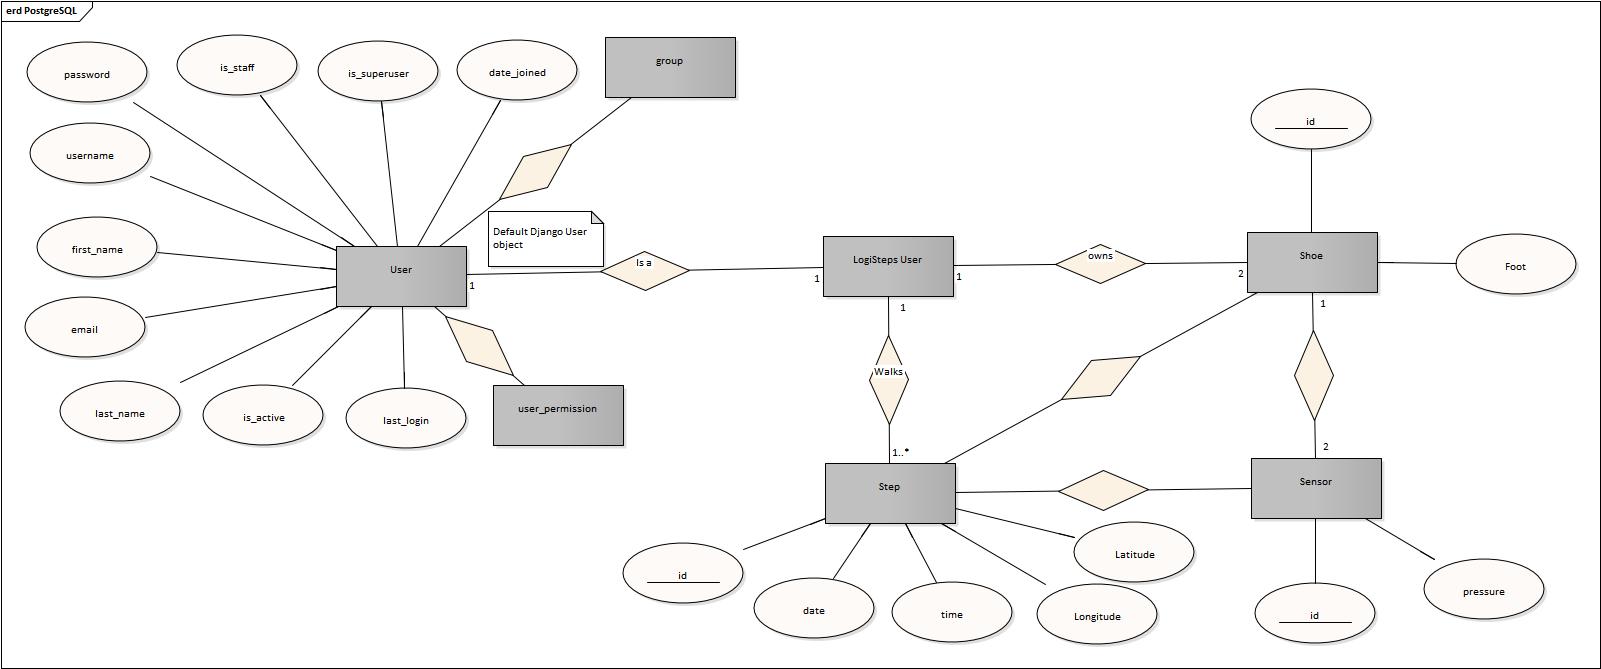 erd PostgreSQL
password
is_staff
is_superuser
date_joined
group
id
username
Default Django User
object
first_name
User
1
Is a
1
LogiSteps User
1
owns
2
Shoe
Foot
1
1
email
last_name
is_active
last_login
user_permission
Walks
1..*
2
Step
Sensor
Latitude
id
date
time
Longitude
id
pressure